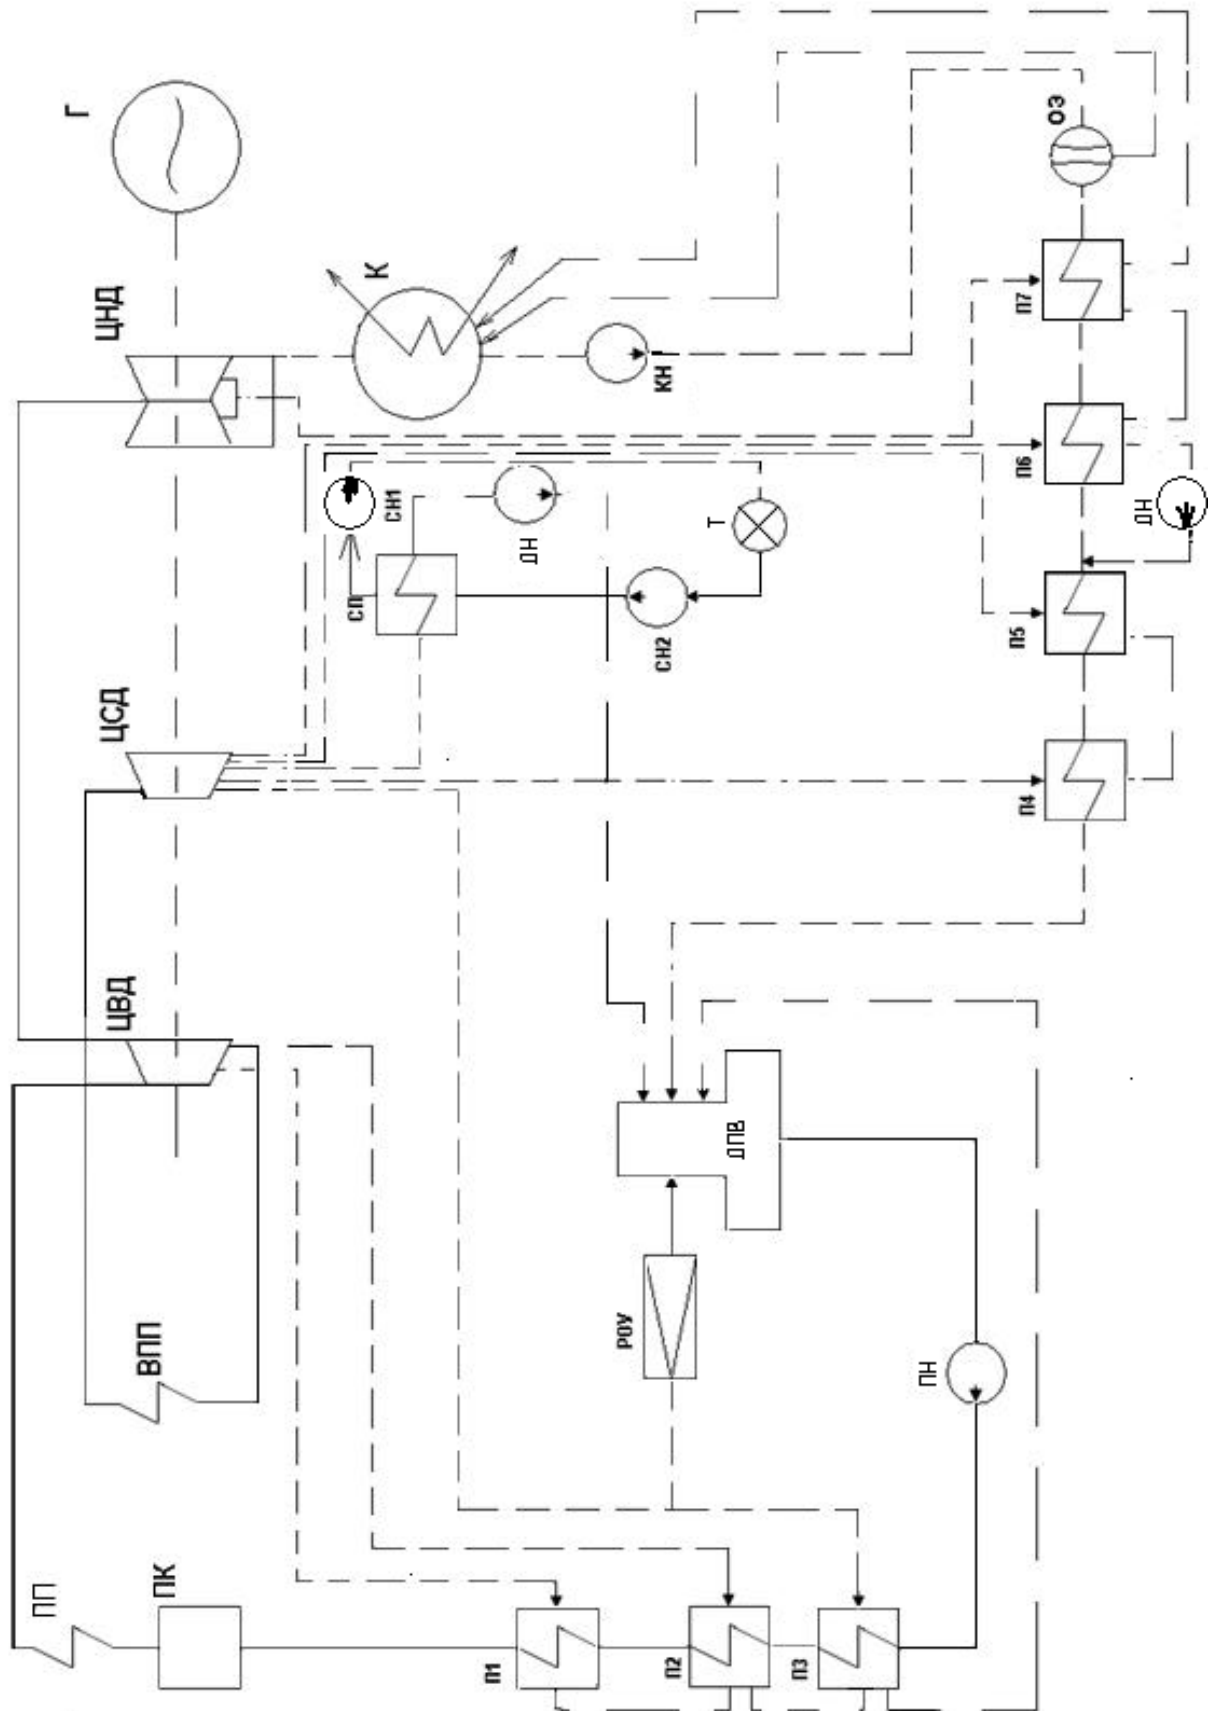 ПП
Г
ЦВД
ЦСД
ЦНД
ПК
ВПП
СП
К
СН1
П1
ДН
РОУ
СН2
КН
П2
Т
ДПВ
П3
ПН
П4
П5
П6
П7
ОЭ
ДН